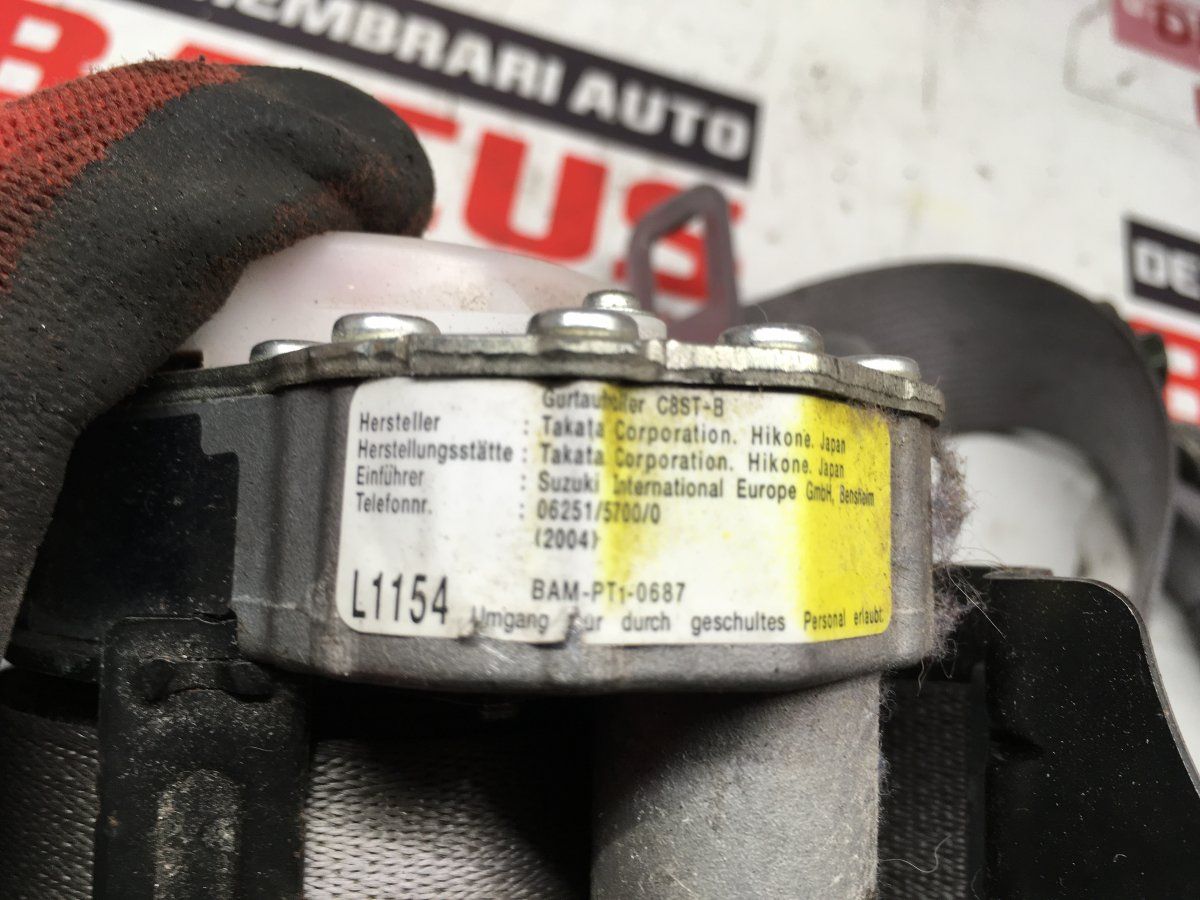 DEMBRARI AUTO
Gurtaufroller C8ST-B
Hersteller : Takata Corporation. Hikone. Japan
Herstellungsstätte : Takata Corporation. Hikone. Japan
Einführer : Suzuki International Europe GmbH, Bensheim
Telefonnr. : 06251/5700/0
(2004)
BAM-PT1-0687
L1154 Umgang nur durch geschultes Personal erlaubt.